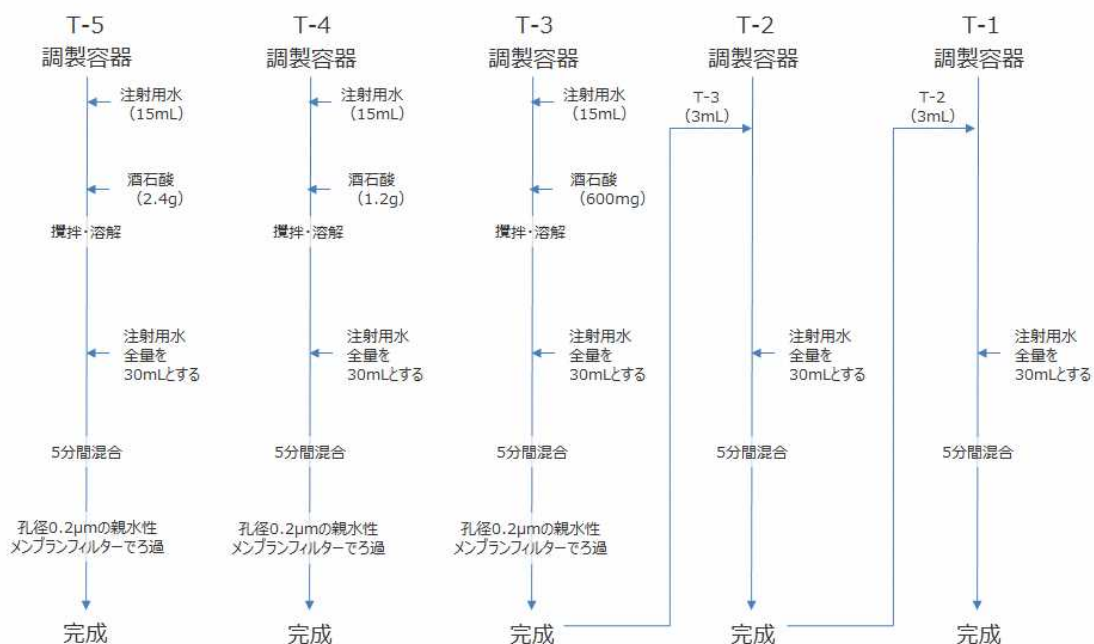 T-5
調製容器
注射用水
(15mL)
酒石酸
(2.4g)
攪拌・溶解
注射用水
全量を
30mLとする
5分間混合
孔径0.2μmの親水性
メンブランフィルターでろ過
完成
T-4
調製容器
注射用水
(15mL)
酒石酸
(1.2g)
攪拌・溶解
注射用水
全量を
30mLとする
5分間混合
孔径0.2μmの親水性
メンブランフィルターでろ過
完成
T-3
調製容器
注射用水
(15mL)
酒石酸
(600mg)
攪拌・溶解
注射用水
全量を
30mLとする
5分間混合
孔径0.2μmの親水性
メンブランフィルターでろ過
完成
T-2
調製容器
T-3
(3mL)
注射用水
全量を
30mLとする
5分間混合
完成
T-1
調製容器
T-2
(3mL)
注射用水
全量を
30mLとする
5分間混合
完成